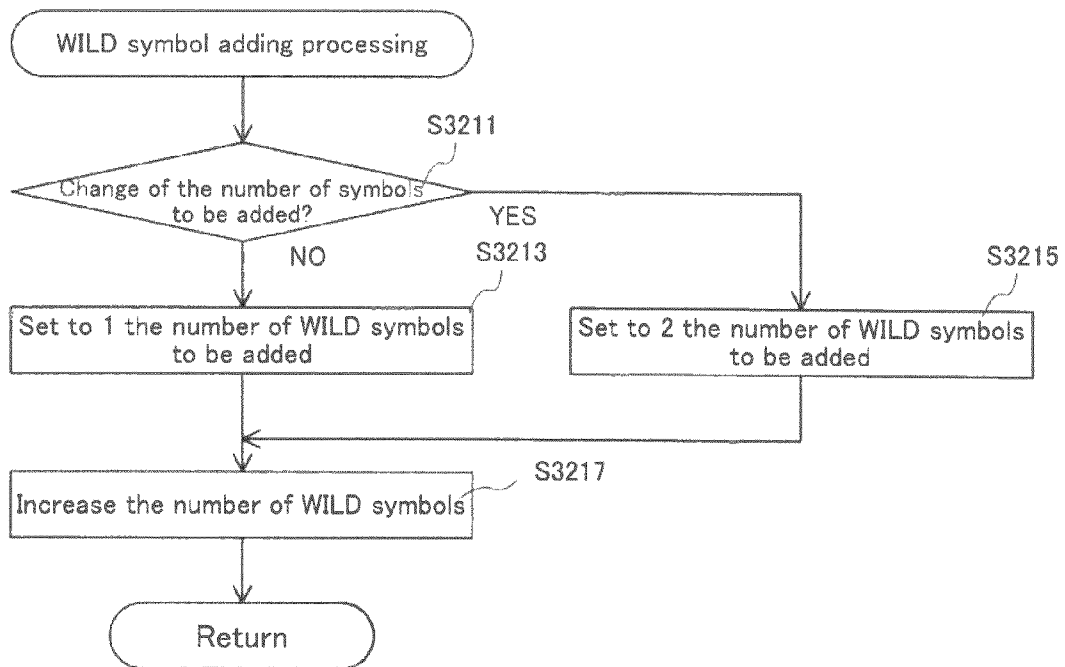 WILD symbol adding processing
S3211
Change of the number of symbols
to be added?
YES
NO
S3213
S3215
Set to 1 the number of WILD symbols
to be added
Set to 2 the number of WILD symbols
to be added
S3217
Increase the number of WILD symbols
Return